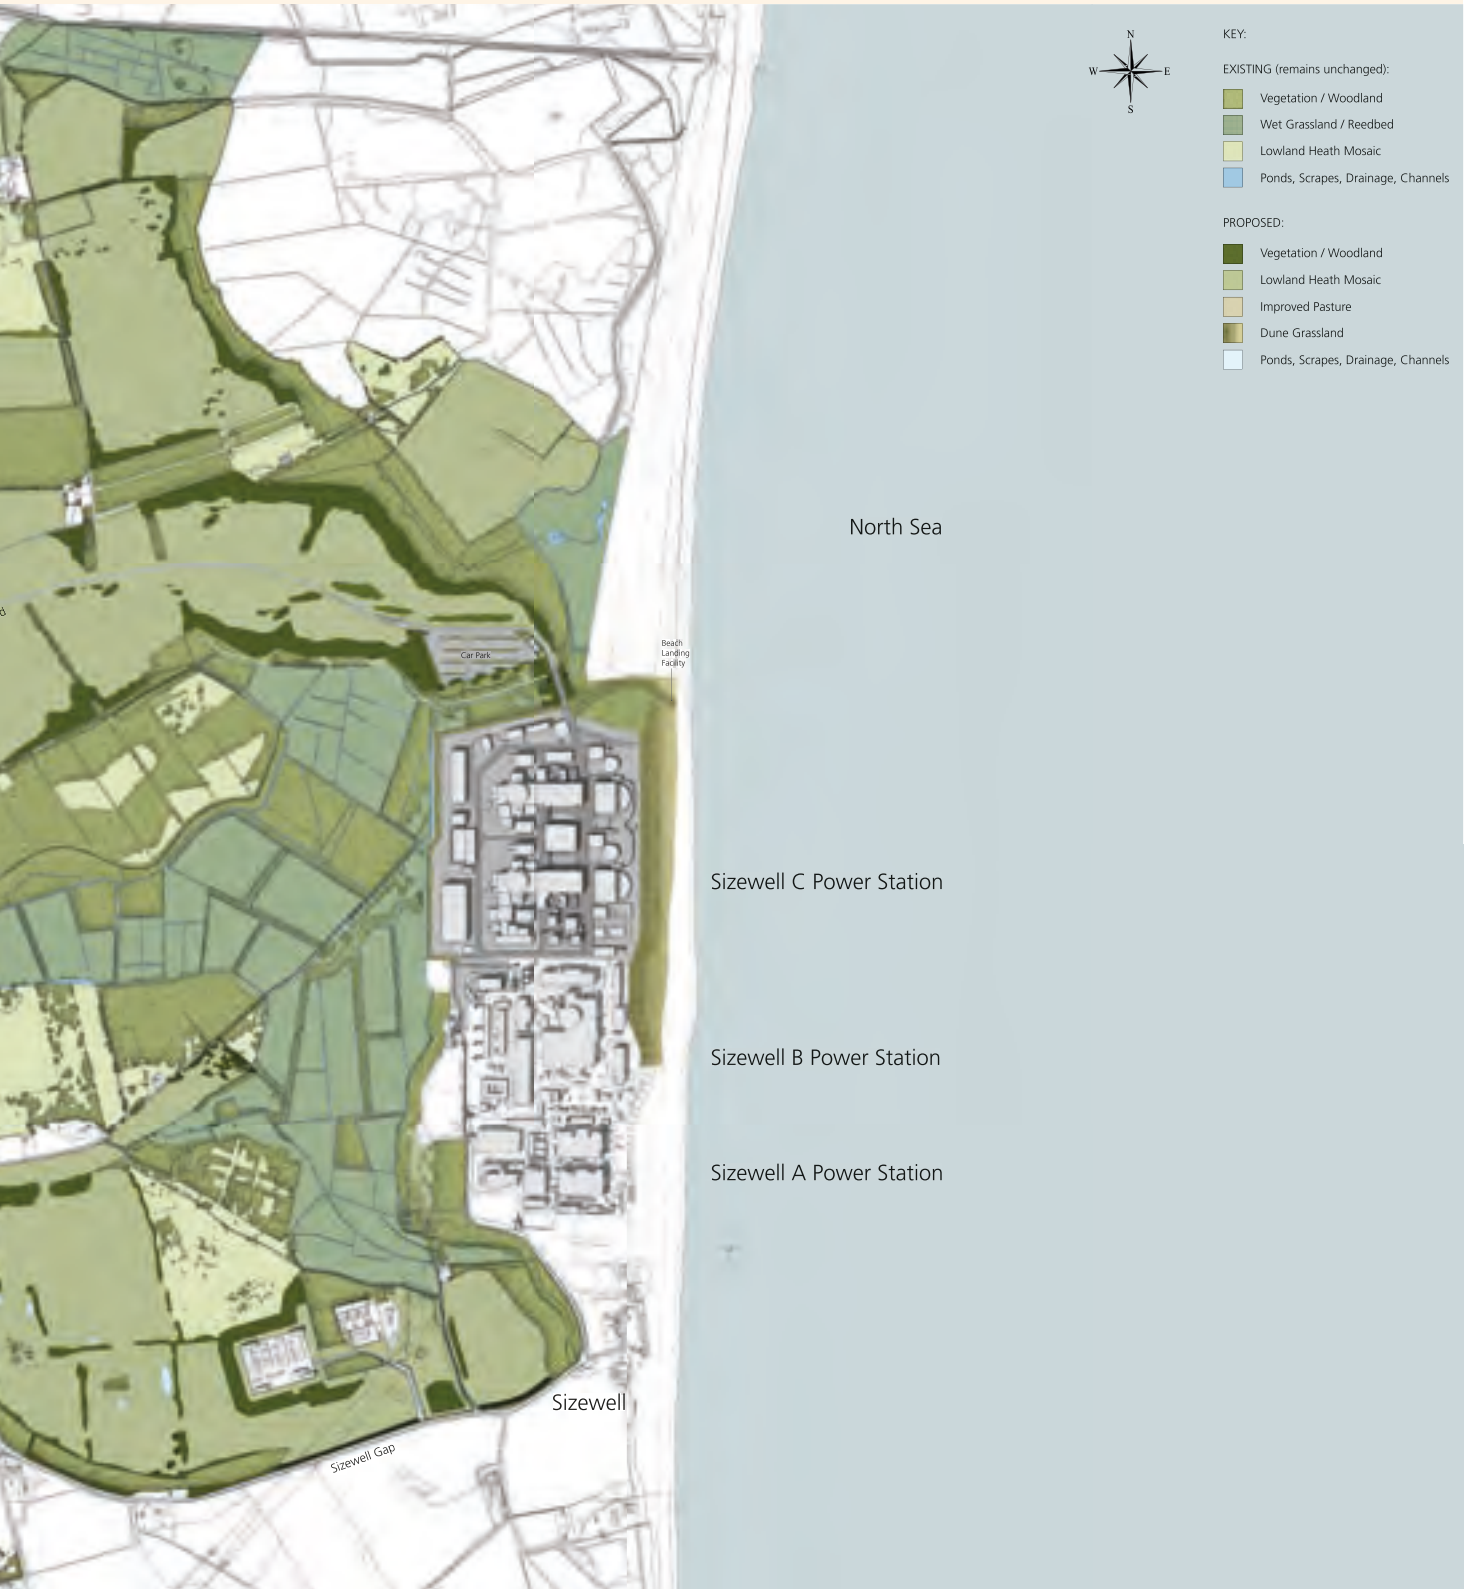 N
W E
S
KEY:
EXISTING (remains unchanged):
Vegetation / Woodland
Wet Grassland / Reedbed
Lowland Heath Mosaic
Ponds, Scrapes, Drainage, Channels
PROPOSED:
Vegetation / Woodland
Lowland Heath Mosaic
Improved Pasture
Dune Grassland
Ponds, Scrapes, Drainage, Channels
North Sea
d
Beach
Landing
Facility
Car Park
Sizewell C Power Station
Sizewell B Power Station
Sizewell A Power Station
Sizewell
Sizewell Gap